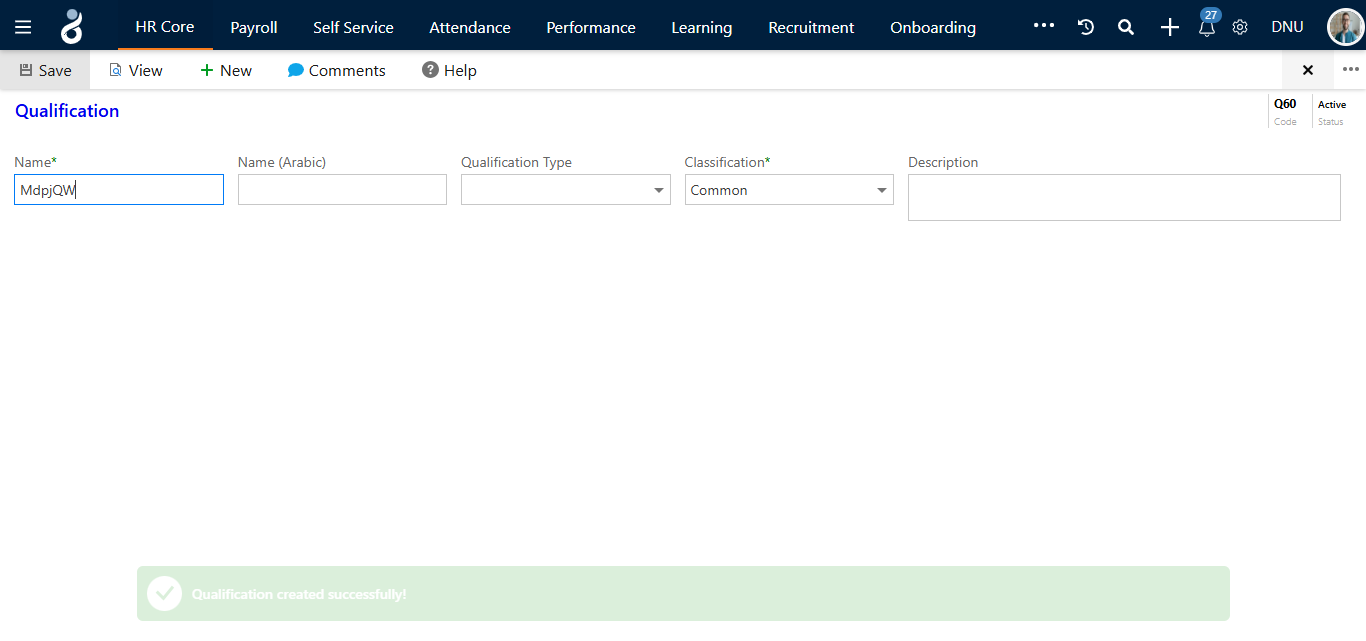 HR Core Payroll Self Service Attendance Performance Learning Recruitment Onboarding 27 DNU
Save View New Comments Help
Qualification
Q60 Active
Code Status
Name* Name (Arabic) Qualification Type Classification* Description
MdpjQW Common
Qualification created successfully!